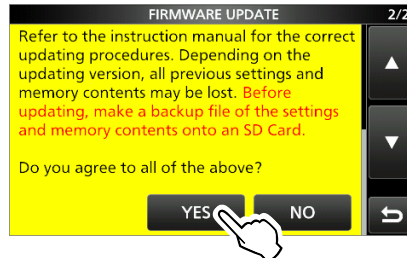 FIRMWARE UPDATE 2/2
Refer to the instruction manual for the correct
updating procedures. Depending on the
updating version, all previous settings and
memory contents may be lost. Before
updating, make a backup file of the settings
and memory contents onto an SD Card.
Do you agree to all of the above?
YES NO